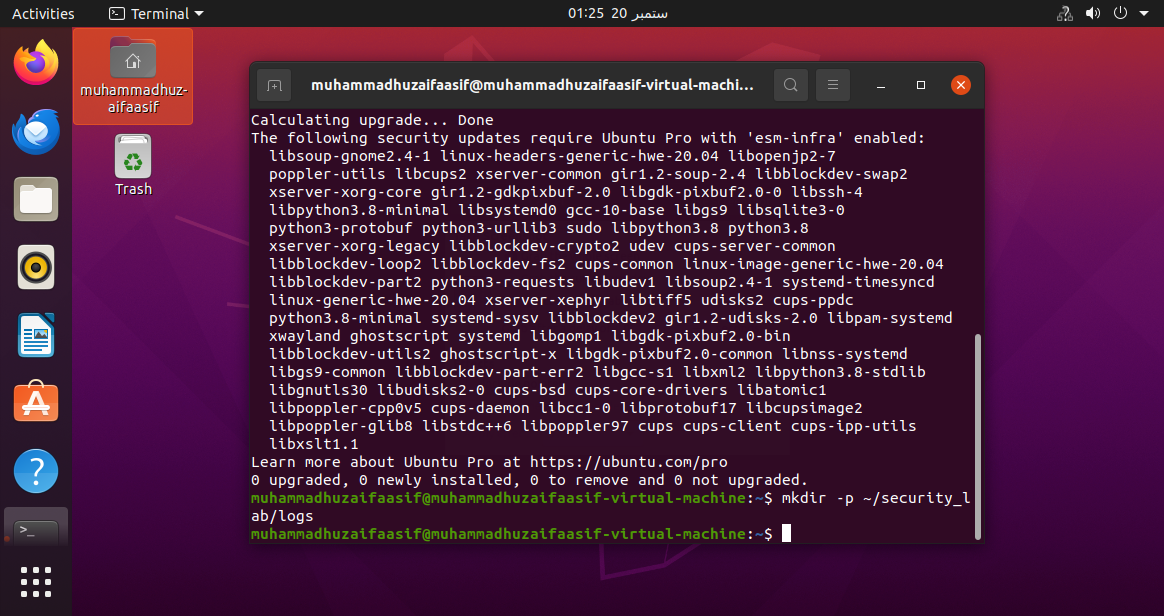 Activities
Terminal
01:25 20 ستمبر
muhammadhuz-
aifaasif
Trash
muhammadhuzaifaasif@muhammadhuzaifaasif-virtual-machi...
Calculating upgrade... Done
The following security updates require Ubuntu Pro with 'esm-infra' enabled:
  libsoup-gnome2.4-1 linux-headers-generic-hwe-20.04 libopenjp2-7
  poppler-utils libcups2 xserver-common gir1.2-soup-2.4 libblockdev-swap2
  xserver-xorg-core gir1.2-gdkpixbuf-2.0 libgdk-pixbuf2.0-0 libssh-4
  libpython3.8-minimal libsystemd0 gcc-10-base libgs9 libsqlite3-0
  python3-protobuf python3-urllib3 sudo libpython3.8 python3.8
  xserver-xorg-legacy libblockdev-crypto2 udev cups-server-common
  libblockdev-loop2 libblockdev-fs2 cups-common linux-image-generic-hwe-20.04
  libblockdev-part2 python3-requests libudev1 libsoup2.4-1 systemd-timesyncd
  linux-generic-hwe-20.04 xserver-xephyr libtiff5 udisks2 cups-ppdc
  python3.8-minimal systemd-sysv libblockdev2 gir1.2-udisks-2.0 libpam-systemd
  xwayland ghostscript systemd libgomp1 libgdk-pixbuf2.0-bin
  libblockdev-utils2 ghostscript-x libgdk-pixbuf2.0-common libnss-systemd
  libgs9-common libblockdev-part-err2 libgcc-s1 libxml2 libpython3.8-stdlib
  libgnutls30 libudisks2-0 cups-bsd cups-core-drivers libatomic1
  libpoppler-cpp0v5 cups-daemon libcc1-0 libprotobuf17 libcupsimage2
  libpoppler-glib8 libstdc++6 libpoppler97 cups cups-client cups-ipp-utils
  libxslt1.1
Learn more about Ubuntu Pro at https://ubuntu.com/pro
0 upgraded, 0 newly installed, 0 to remove and 0 not upgraded.
muhammadhuzaifaasif@muhammadhuzaifaasif-virtual-machine:~$ mkdir -p ~/security_l
ab/logs
muhammadhuzaifaasif@muhammadhuzaifaasif-virtual-machine:~$